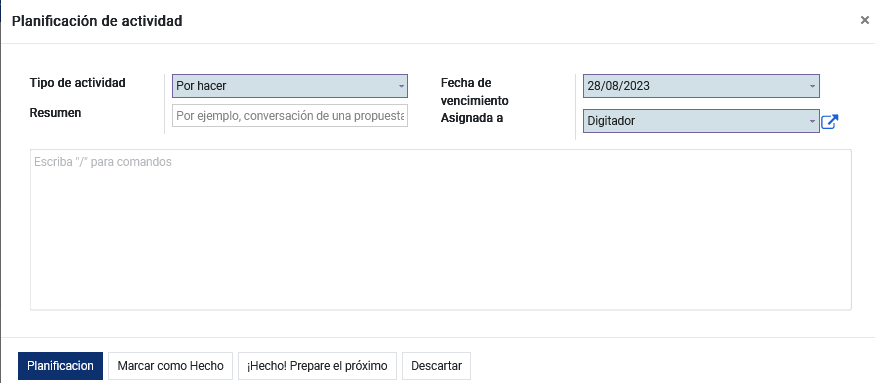 Planificación de actividad ×
Tipo de actividad Por hacer
Resumen Por ejemplo, conversación de una propuesta
Fecha de vencimiento 28/08/2023
Asignada a Digitador
Escriba "/" para comandos
Planificacion Marcar como Hecho ¡Hecho! Prepare el próximo Descartar